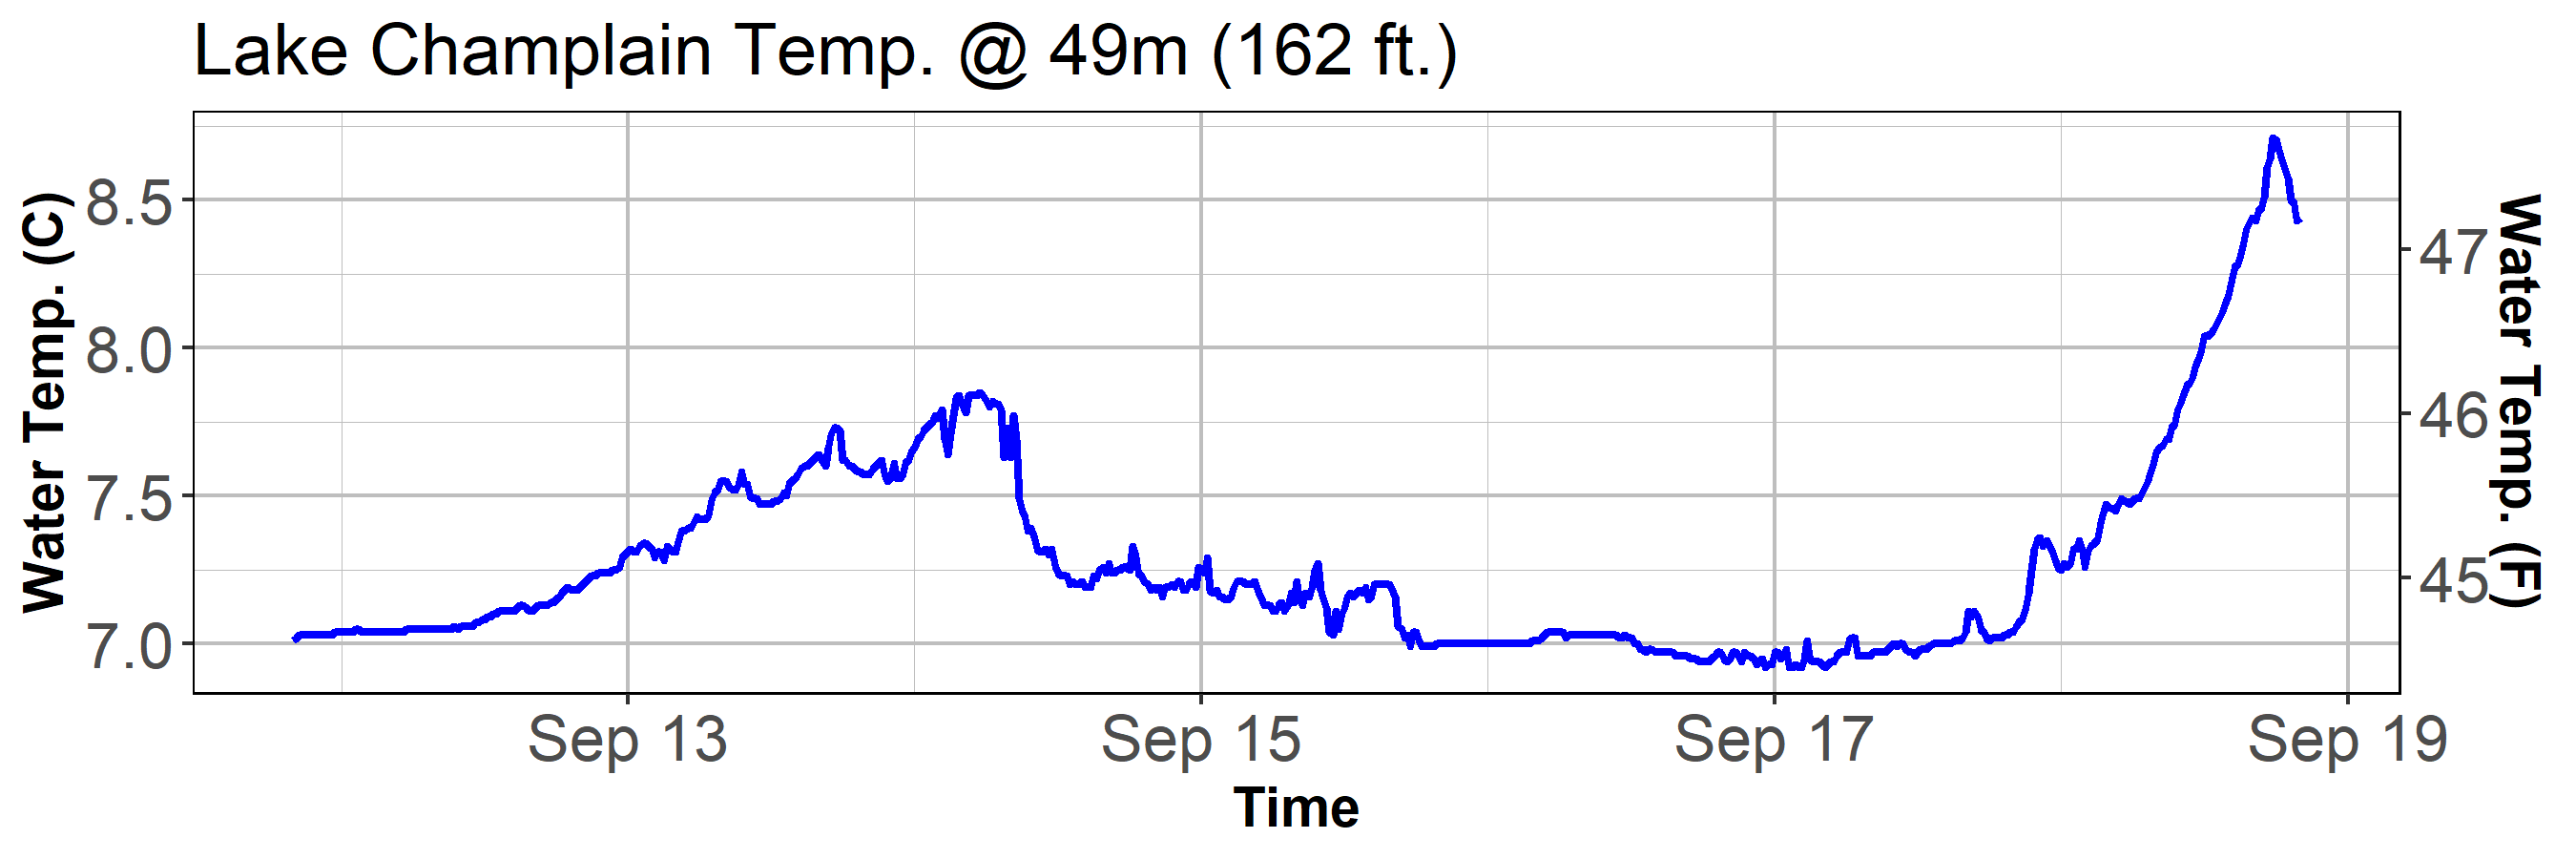 Lake Champlain Temp. @ 49m (162 ft.)
Water Temp. (C)
8.5
8.0
7.5
7.0
47
46
45
Water Temp. (F)
Sep 13
Sep 15
Sep 17
Sep 19
Time